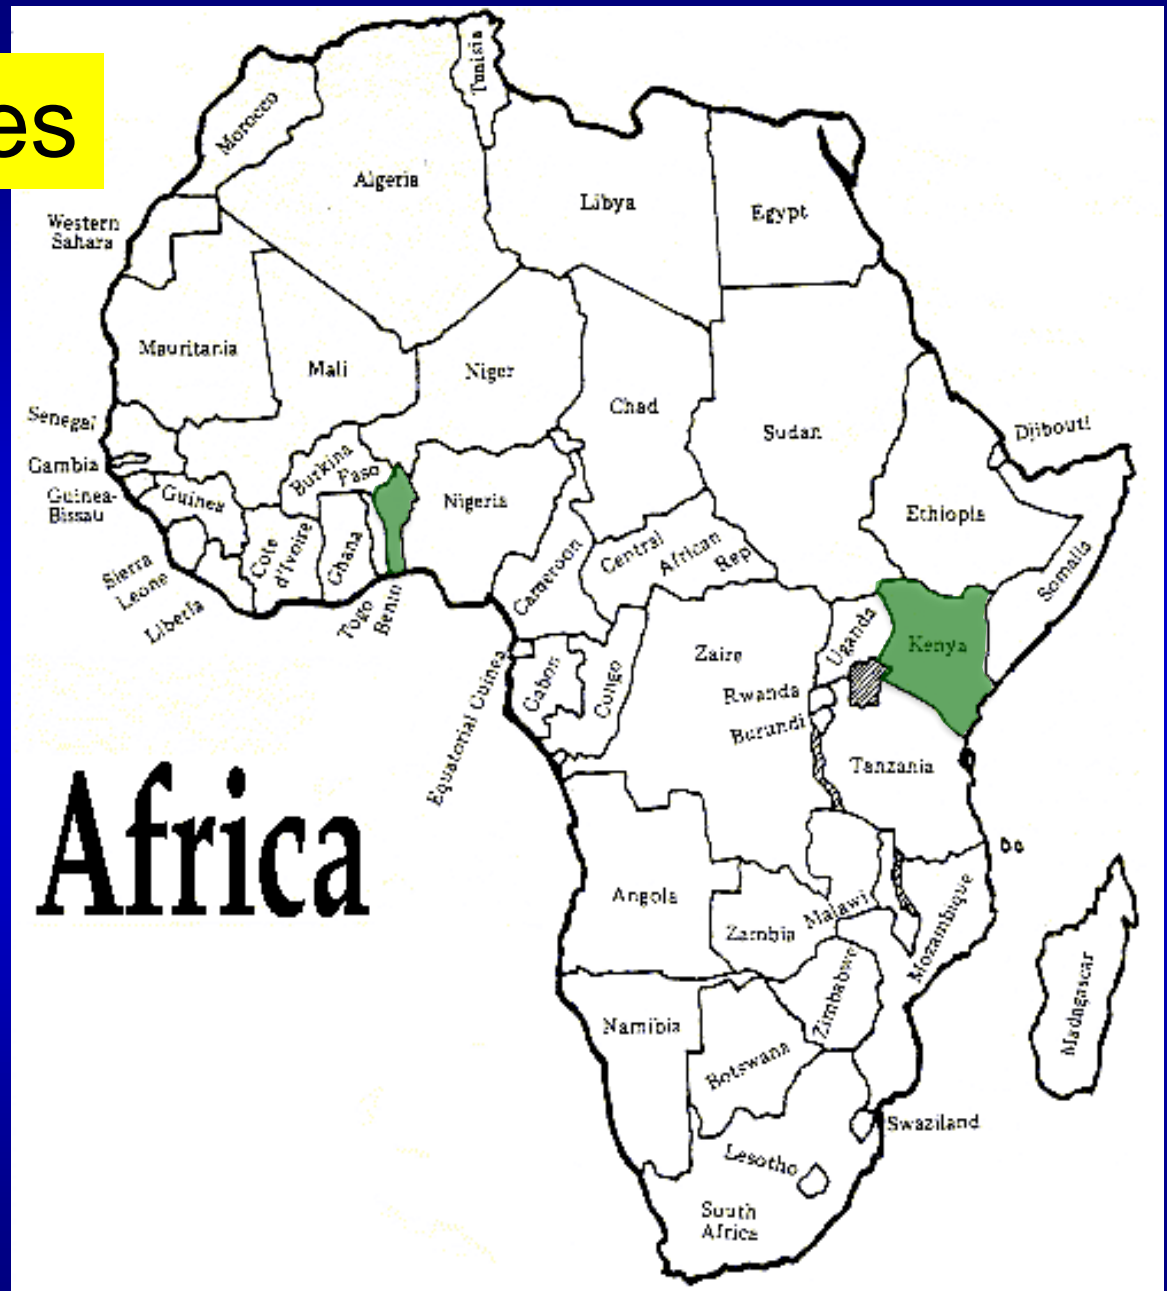 es
Tunisia
Morocco
Algeria
Libya
Egypt
Western
Sahara
Mauritania
Mali
Niger
Chad
Sudan
Senegal
Gambia
Guinea-
Bissau
Guinea
Burkina
Faso
Nigeria
Djibouti
Ethiopia
Somalia
Sierra
Leone
Liberia
Cote
d'Ivoire
Ghana
Togo
Benin
Cameroon
Central
African
Rep
Equatorial Guinea
Gabon
Congo
Zaire
Uganda
Kenya
Rwanda
Burundi
Tanzania
Africa
Angola
Zambia
Malawi
Mozambique
Zimbabwe
Madagascar
Namibia
Botswana
Swaziland
Lesotho
South
Africa